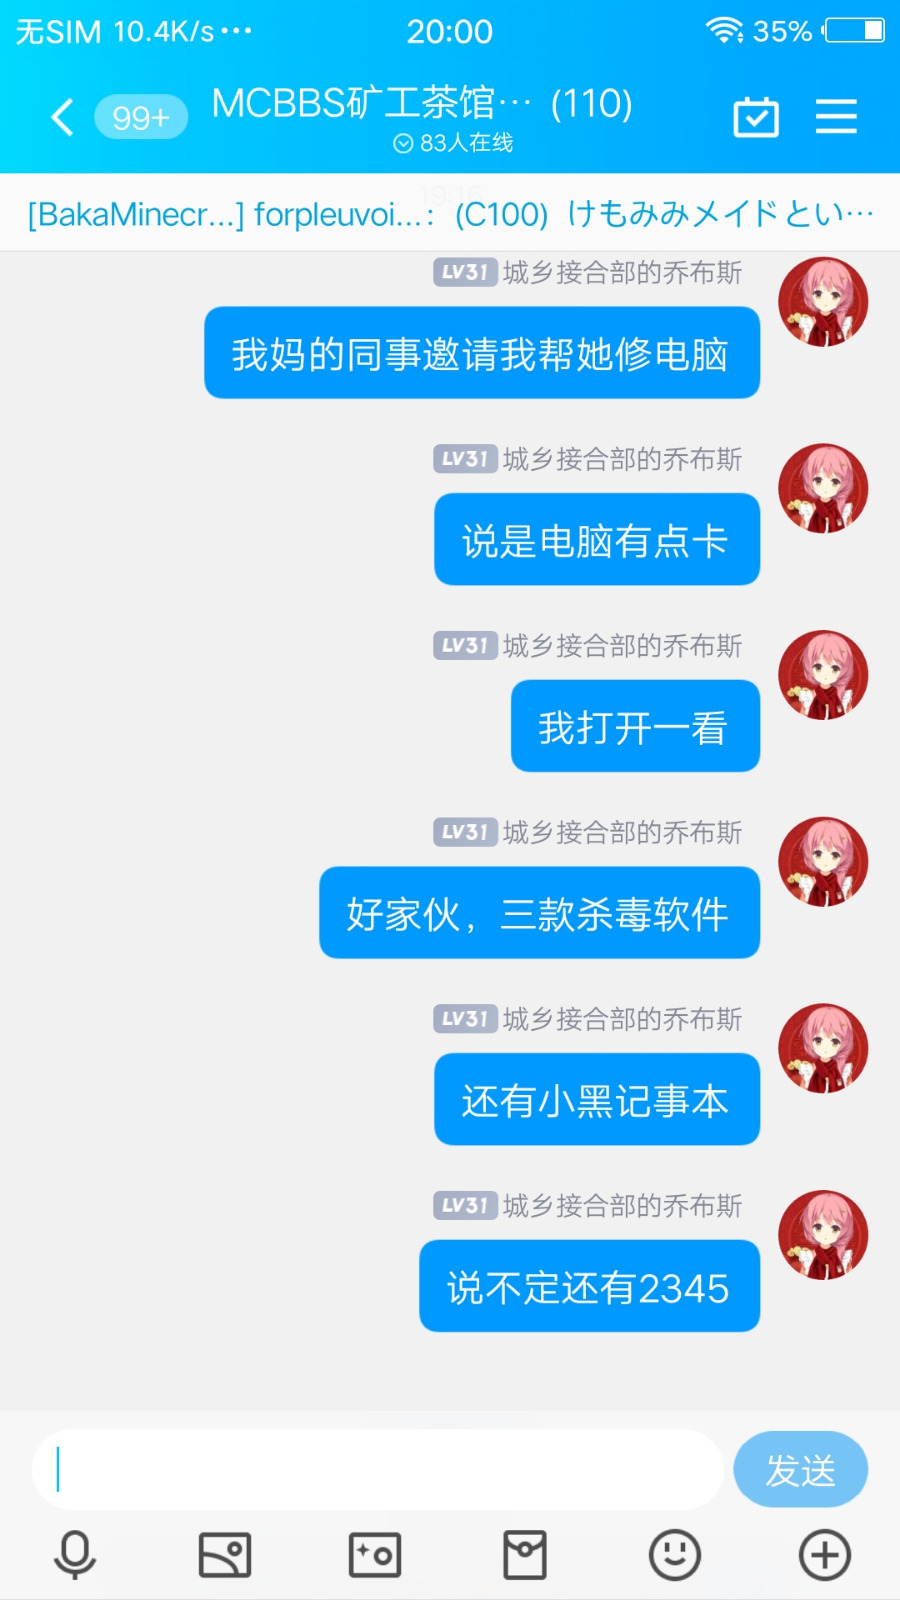 无SIM 10.4K/s··· 20:00 35%
99+ MCBBS矿工茶馆… (110)
83人在线
19:16
[BakaMinecr...] forpleuvoi...: (C100) けもみみメイドとい…
LV31 城乡接合部的乔布斯
我妈的同事邀请我帮她修电脑
LV31 城乡接合部的乔布斯
说是电脑有点卡
LV31 城乡接合部的乔布斯
我打开一看
LV31 城乡接合部的乔布斯
好家伙，三款杀毒软件
LV31 城乡接合部的乔布斯
还有小黑记事本
LV31 城乡接合部的乔布斯
说不定还有2345
发送